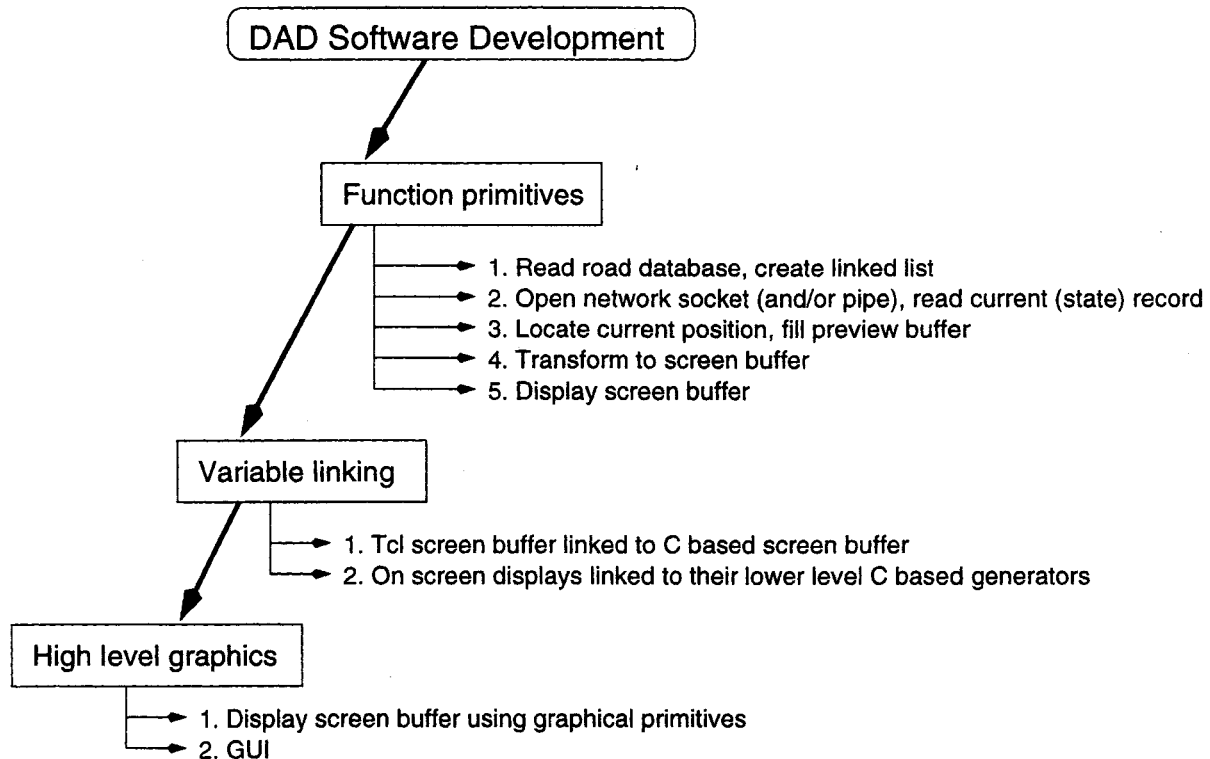 DAD Software Development
Function primitives
1. Read road database, create linked list
2. Open network socket (and/or pipe), read current (state) record
3. Locate current position, fill preview buffer
4. Transform to screen buffer
5. Display screen buffer
Variable linking
1. Tcl screen buffer linked to C based screen buffer
2. On screen displays linked to their lower level C based generators
High level graphics
1. Display screen buffer using graphical primitives
2. GUI